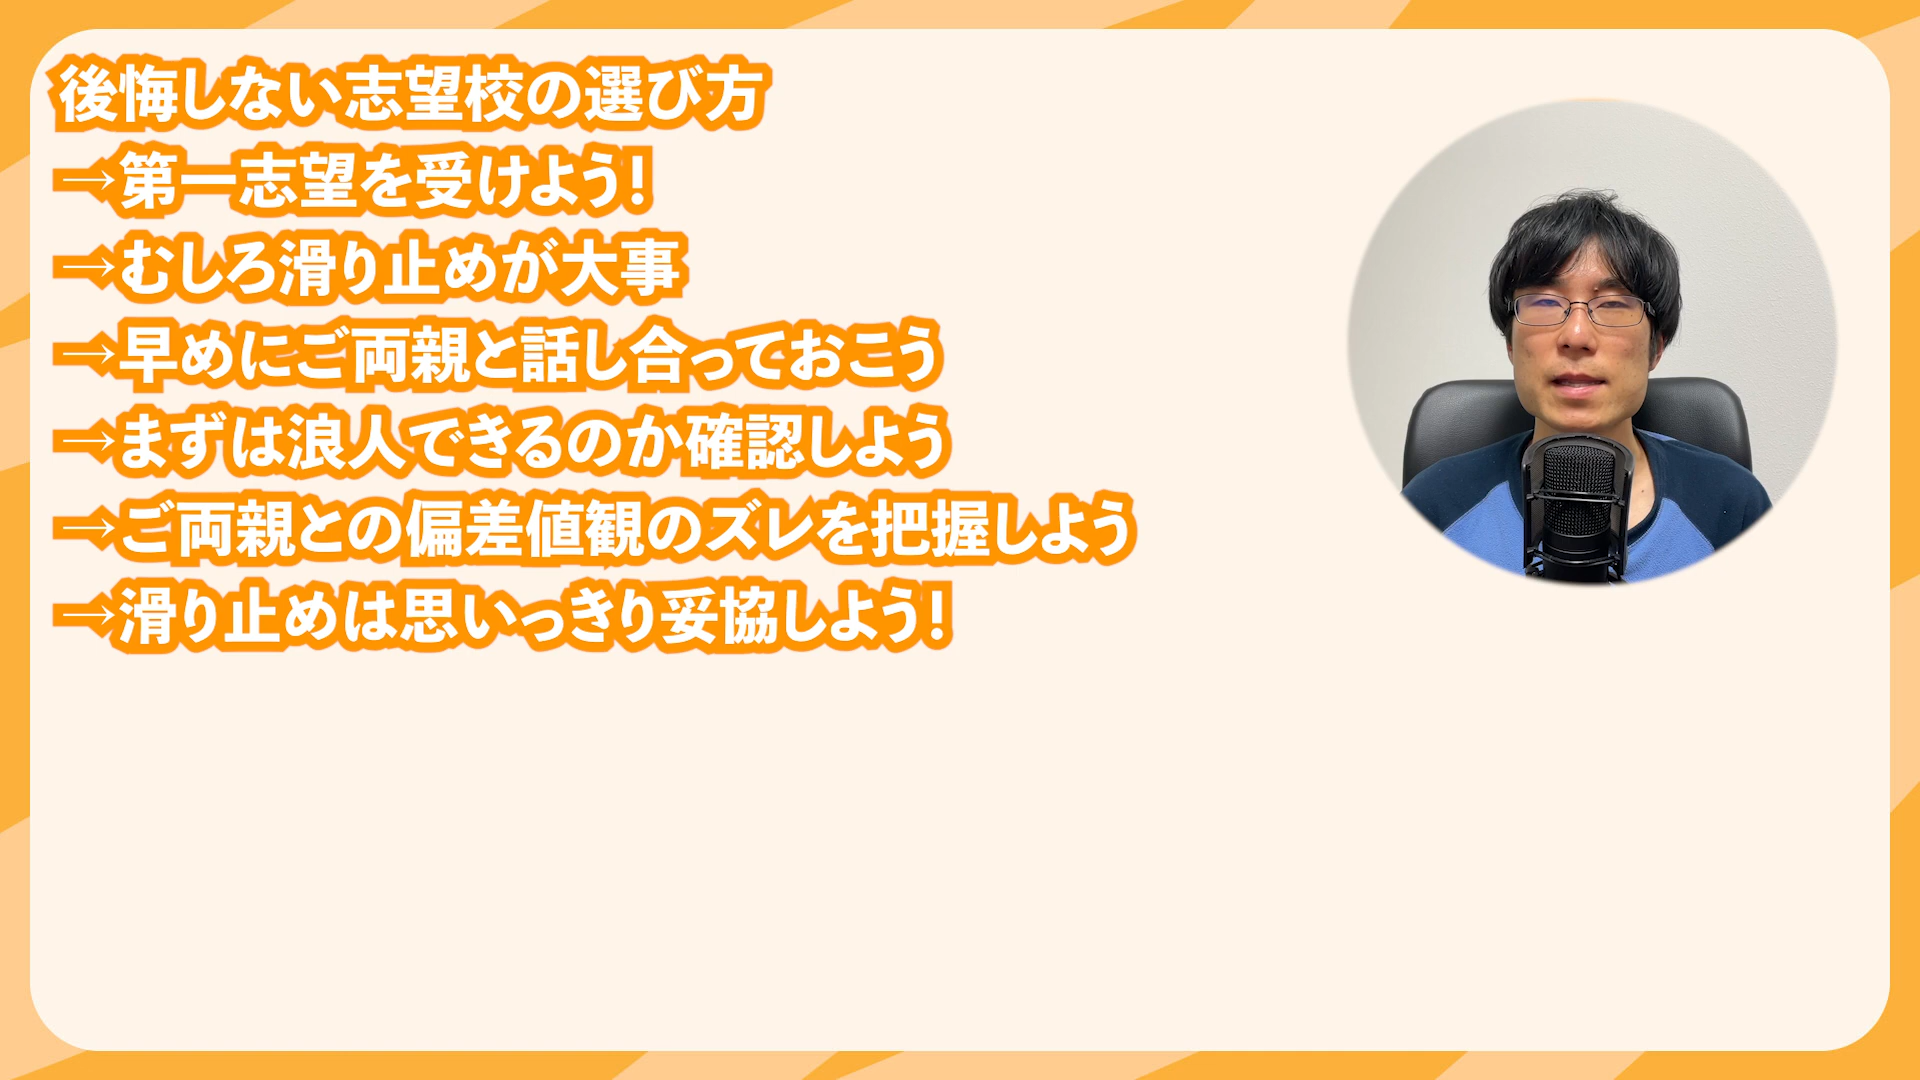 後悔しない志望校の選び方
→第一志望を受けよう！
→むしろ滑り止めが大事
→早めにご両親と話し合っておこう
→まずは浪人できるのか確認しよう
→ご両親との偏差値観のズレを把握しよう
→滑り止めは思いっきり妥協しよう！